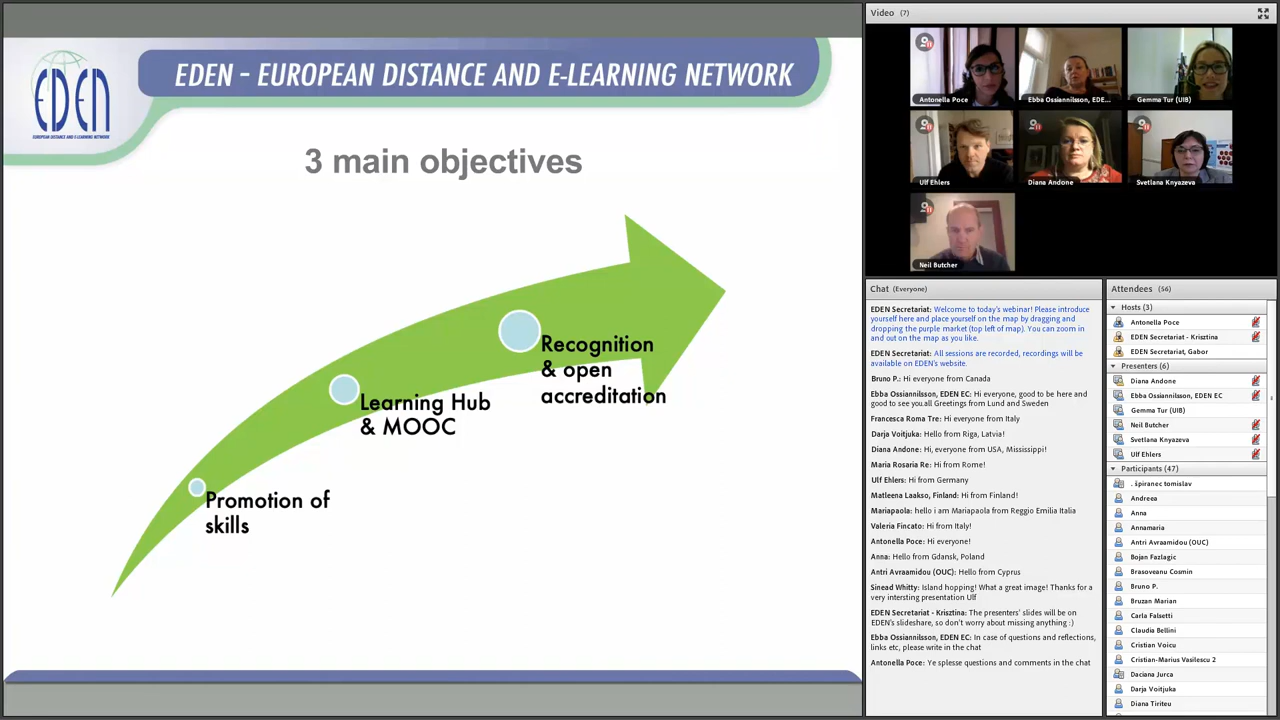 EDEN
EUROPEAN DISTANCE AND E-LEARNING NETWORK
EDEN – EUROPEAN DISTANCE AND E-LEARNING NETWORK
3 main objectives
Promotion of
skills
Learning Hub
& MOOC
Recognition
& open
accreditation
Video (7)
Antonella Poce
Ebba Ossiannilsson, EDE...
Gemma Tur (UIB)
Ulf Ehlers
Diana Andone
Svetlana Knyazeva
Neil Butcher
Chat (Everyone)
EDEN Secretariat: Welcome to today's webinar! Please introduce
yourself here and place yourself on the map by dragging and
dropping the purple market (top left of map). You can zoom in
and out on the map as you like.
EDEN Secretariat: All sessions are recorded, recordings will be
available on EDEN's website.
Bruno P.: Hi everyone from Canada
Ebba Ossiannilsson, EDEN EC: Hi everyone, good to be here and
good to see you.all Greetings from Lund and Sweden
Francesca Roma Tre: Hi everyone from Italy
Darja Voitjuka: Hello from Riga, Latvia!
Diana Andone: Hi, everyone from USA, Mississippi!
Maria Rosaria Re: Hi from Rome!
Ulf Ehlers: Hi from Germany
Matleena Laakso, Finland: Hi from Finland!
Mariapaola: hello i am Mariapaola from Reggio Emilia Italia
Valeria Fincato: Hi from Italy!
Antonella Poce: Hi everyone!
Anna: Hello from Gdansk, Poland
Antri Avraamidou (OUC): Hello from Cyprus
Sinead Whitty: Island hopping! What a great image! Thanks for a
very intersting presentation Ulf
EDEN Secretariat - Krisztina: The presenters' slides will be on
EDEN's slideshare, so don't worry about missing anything :)
Ebba Ossiannilsson, EDEN EC: In case of questions and reflections,
links etc, please write in the chat
Antonella Poce: Ye splesse questions and comments in the chat
Attendees (56)
Hosts (3)
Antonella Poce
EDEN Secretariat - Krisztina
EDEN Secretariat, Gabor
Presenters (6)
Diana Andone
Ebba Ossiannilsson, EDEN EC
Gemma Tur (UIB)
Neil Butcher
Svetlana Knyazeva
Ulf Ehlers
Participants (47)
. špiranec tomislav
Andreea
Anna
Annamaria
Antri Avraamidou (OUC)
Bojan Fazlagic
Brasoveanu Cosmin
Bruno P.
Bruzan Marian
Carla Falsetti
Claudia Bellini
Cristian Voicu
Cristian-Marius Vasilescu 2
Daciana Jurca
Darja Voitjuka
Diana Tiriteu